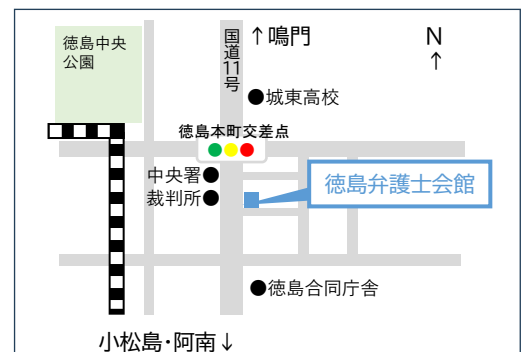 徳島中央
公園
国道11号
↑鳴門
N
↑
●城東高校
徳島本町交差点
中央署●
裁判所●
徳島弁護士会館
●徳島合同庁舎
小松島・阿南↓